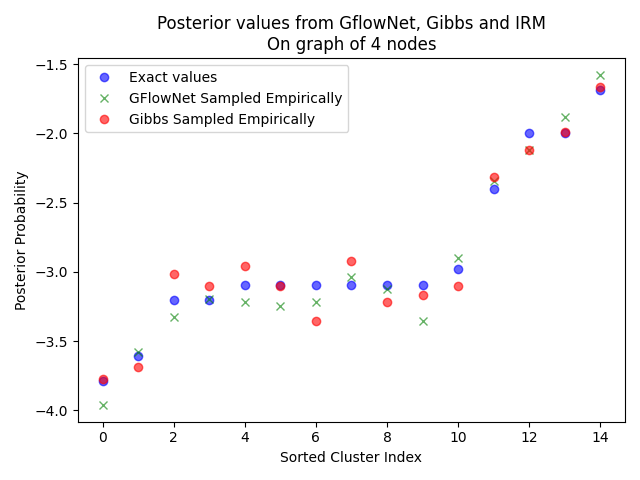 Posterior values from GflowNet, Gibbs and IRM
On graph of 4 nodes
Exact values
GFlowNet Sampled Empirically
Gibbs Sampled Empirically
Posterior Probability
−1.5
−2.0
−2.5
−3.0
−3.5
−4.0
0 2 4 6 8 10 12 14
Sorted Cluster Index